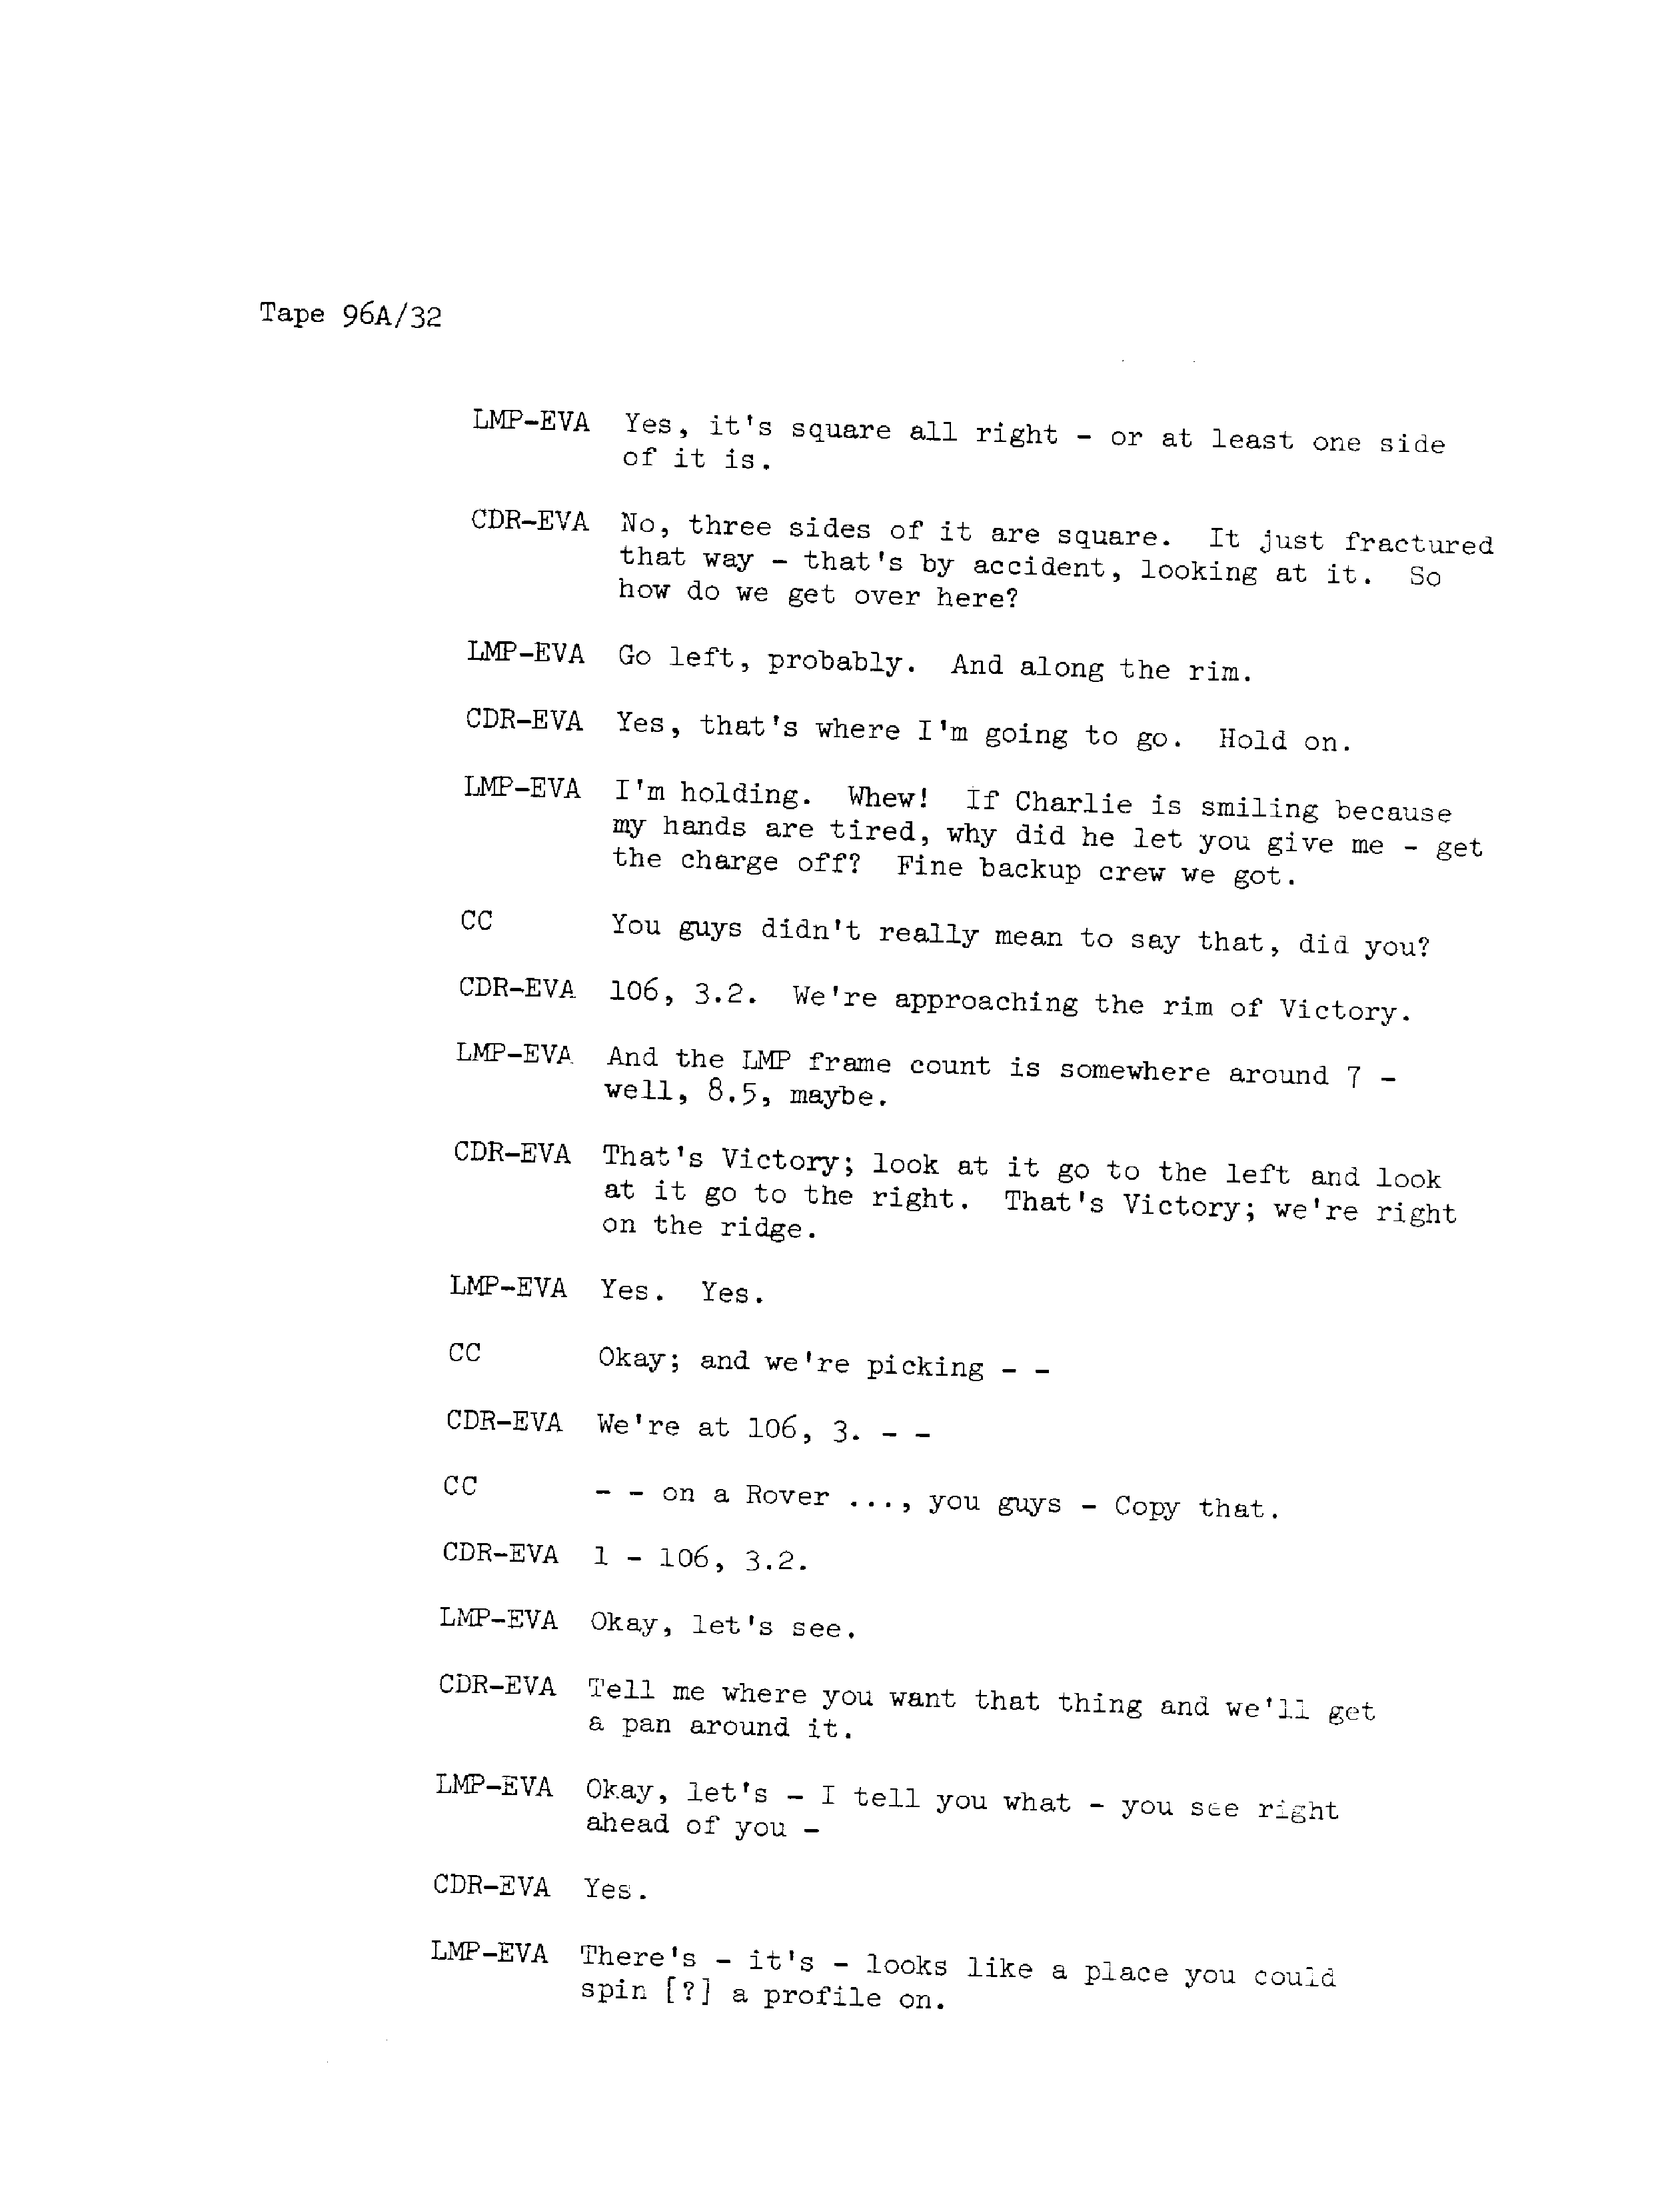 Tape 96A/32
LMP-EVA Yes, it's square all right - or at least one side
of it is.
CDR-EVA No, three sides of it are square. It just fractured
that way - that's by accident, looking at it. So
how do we get over here?
LMP-EVA Go left, probably. And along the rim.
CDR-EVA Yes, that's where I'm going to go. Hold on.
LMP-EVA I'm holding. Whew! If Charlie is smiling because
my hands are tired, why did he let you give me - get
the charge off? Fine backup crew we got.
CC You guys didn't really mean to say that, did you?
CDR-EVA 106, 3.2. We're approaching the rim of Victory.
LMP-EVA And the LMP frame count is somewhere around 7 -
well, 8.5, maybe.
CDR-EVA That's Victory; look at it go to the left and look
at it go to the right. That's Victory; we're right
on the ridge.
LMP-EVA Yes. Yes.
CC Okay; and we're picking - -
CDR-EVA We're at 106, 3. - -
CC - - on a Rover ..., you guys - Copy that.
CDR-EVA 1 - 106, 3.2.
LMP-EVA Okay, let's see.
CDR-EVA Tell me where you want that thing and we'll get
a pan around it.
LMP-EVA Okay, let's - I tell you what - you see right
ahead of you -
CDR-EVA Yes.
LMP-EVA There's - it's - looks like a place you could
spin [?] a profile on.